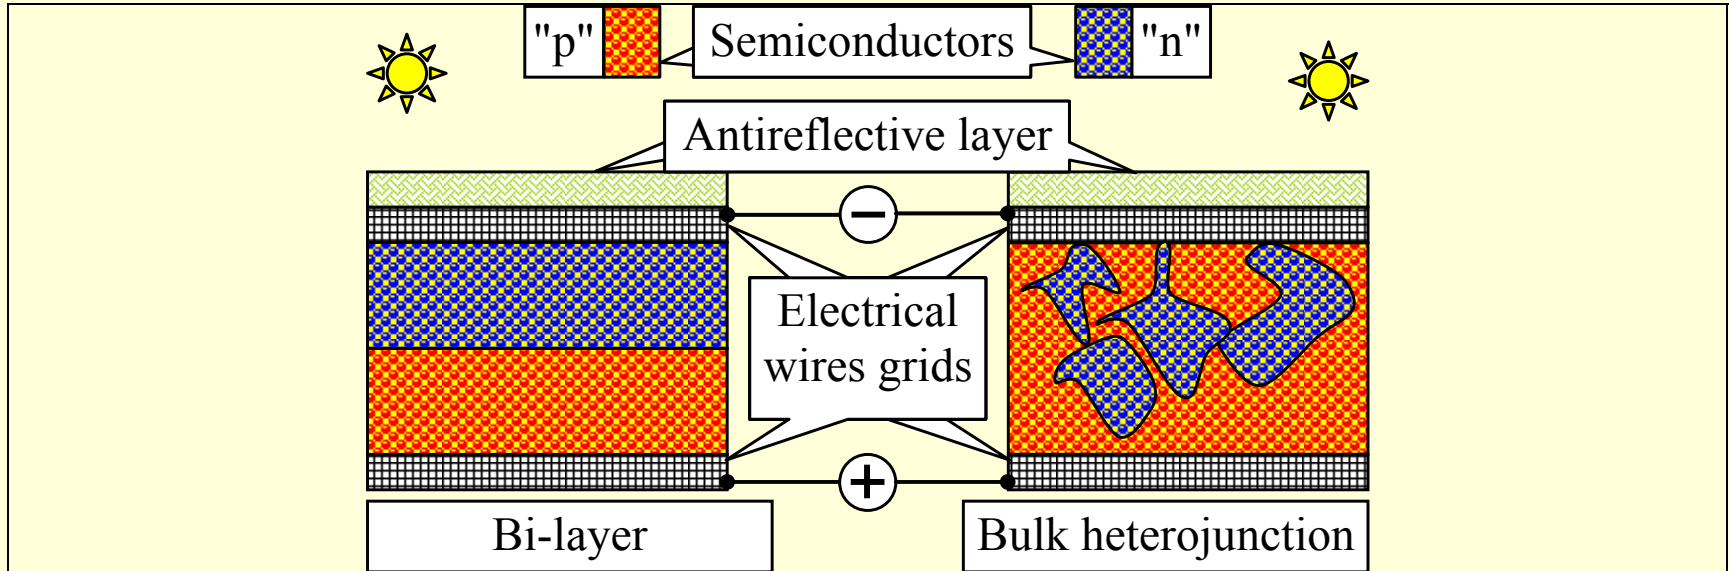 "p"
Semiconductors
"n"
Antireflective layer
−
Electrical
wires grids
+
Bi-layer
Bulk heterojunction